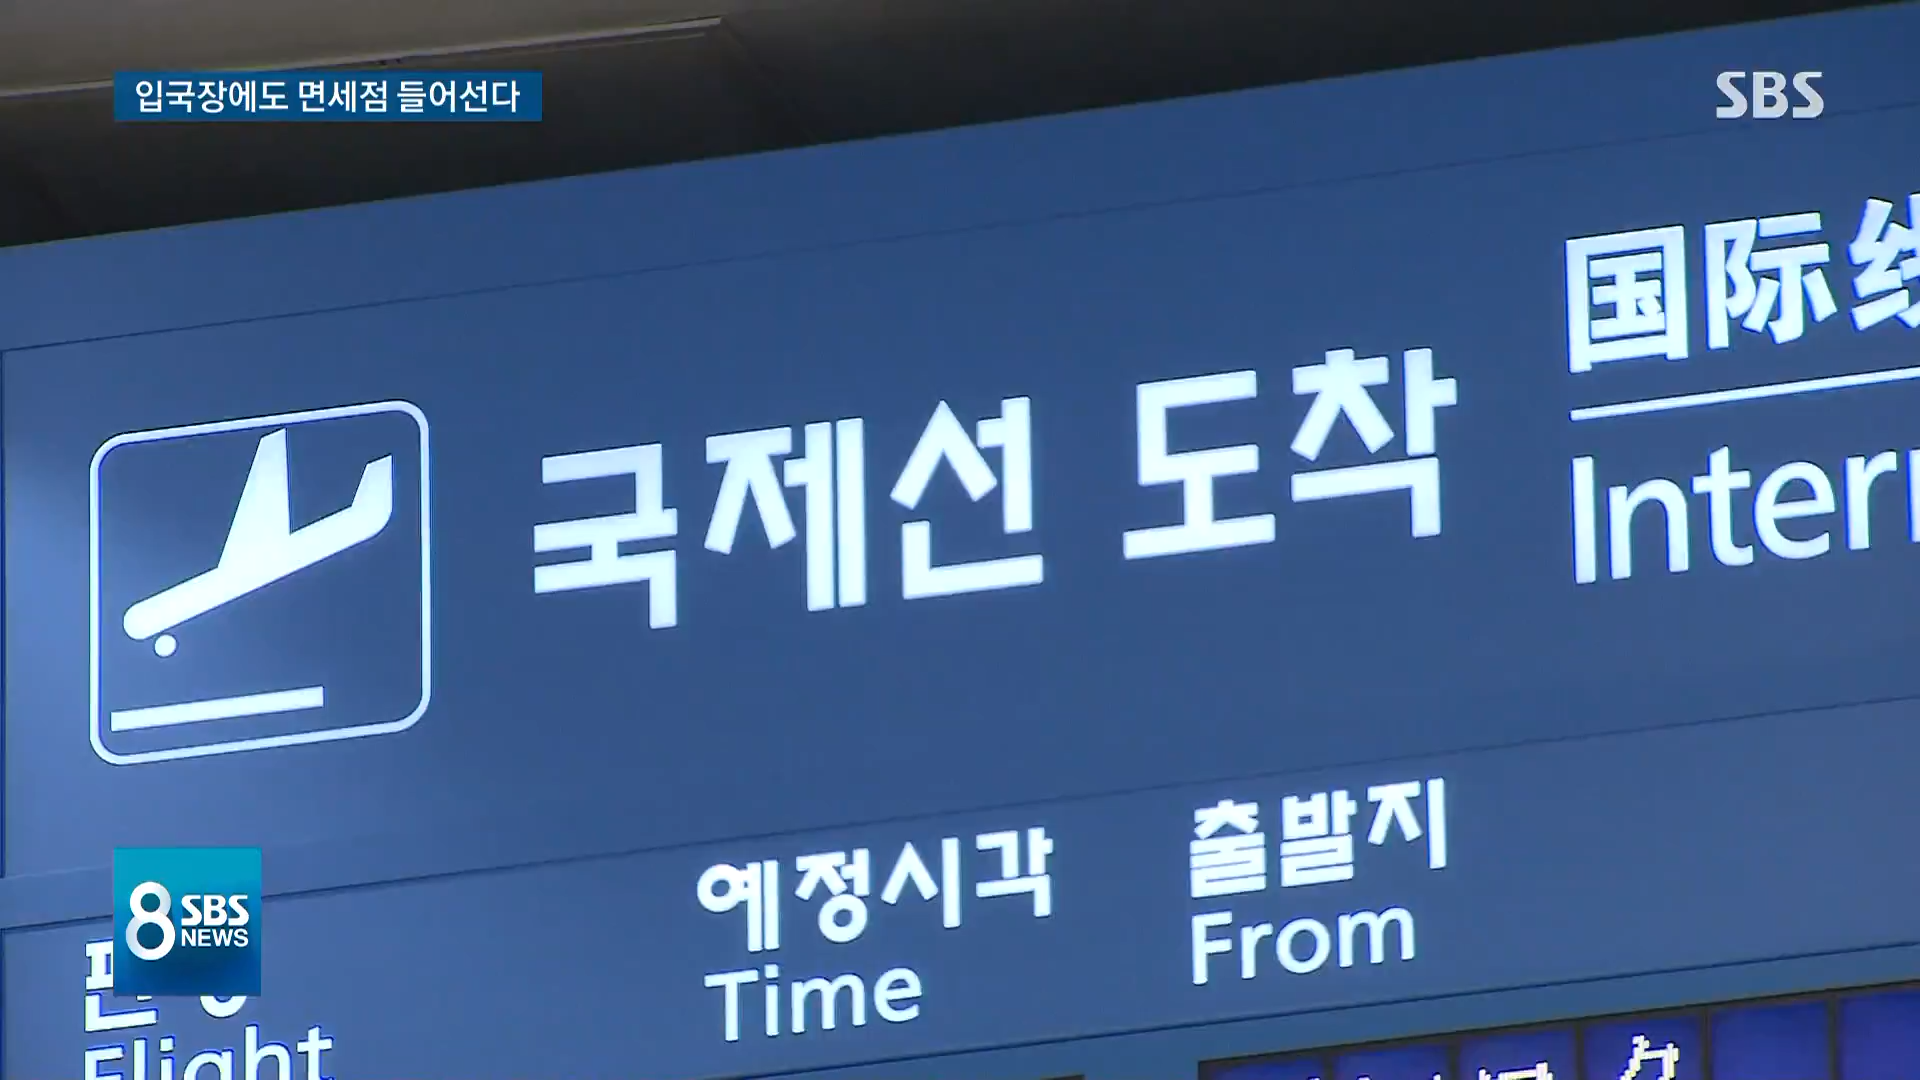 입국장에도 면세점 들어선다
SBS
国际
국제선 도착
예정시각
출발지
Time
From
8 SBS NEWS
Flight